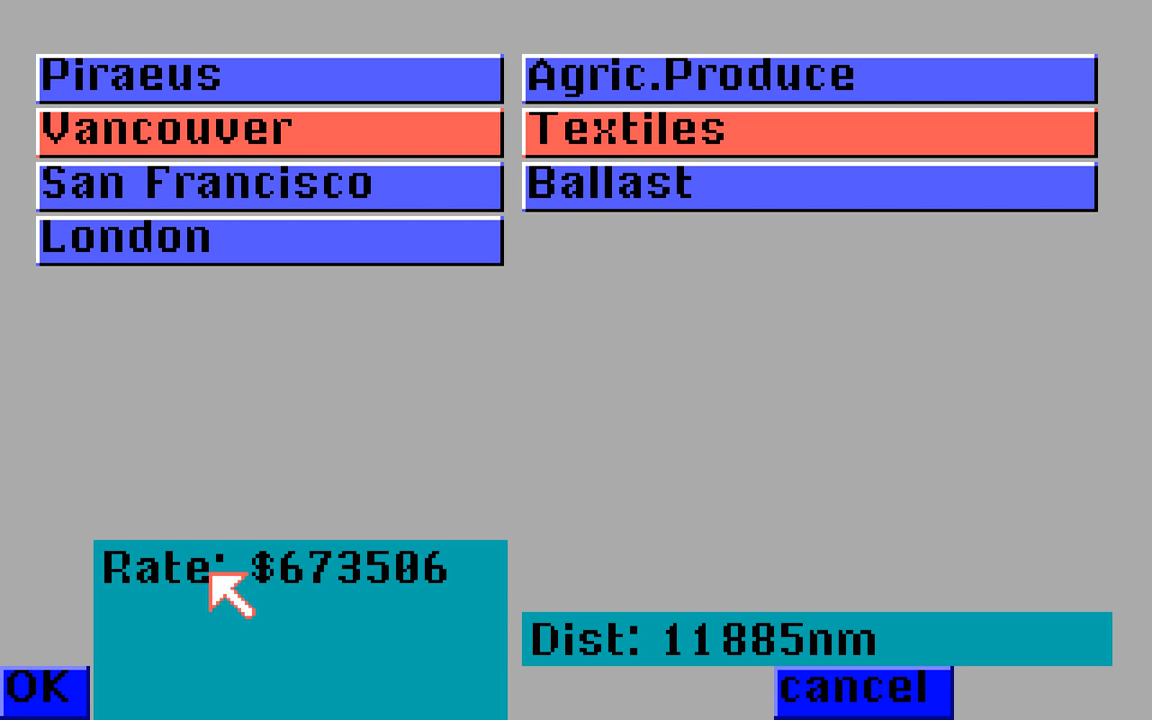 Piraeus
Vancouver
San Francisco
London
Agric.Produce
Textiles
Ballast
Rate: $673506
Dist: 11885nm
OK
cancel